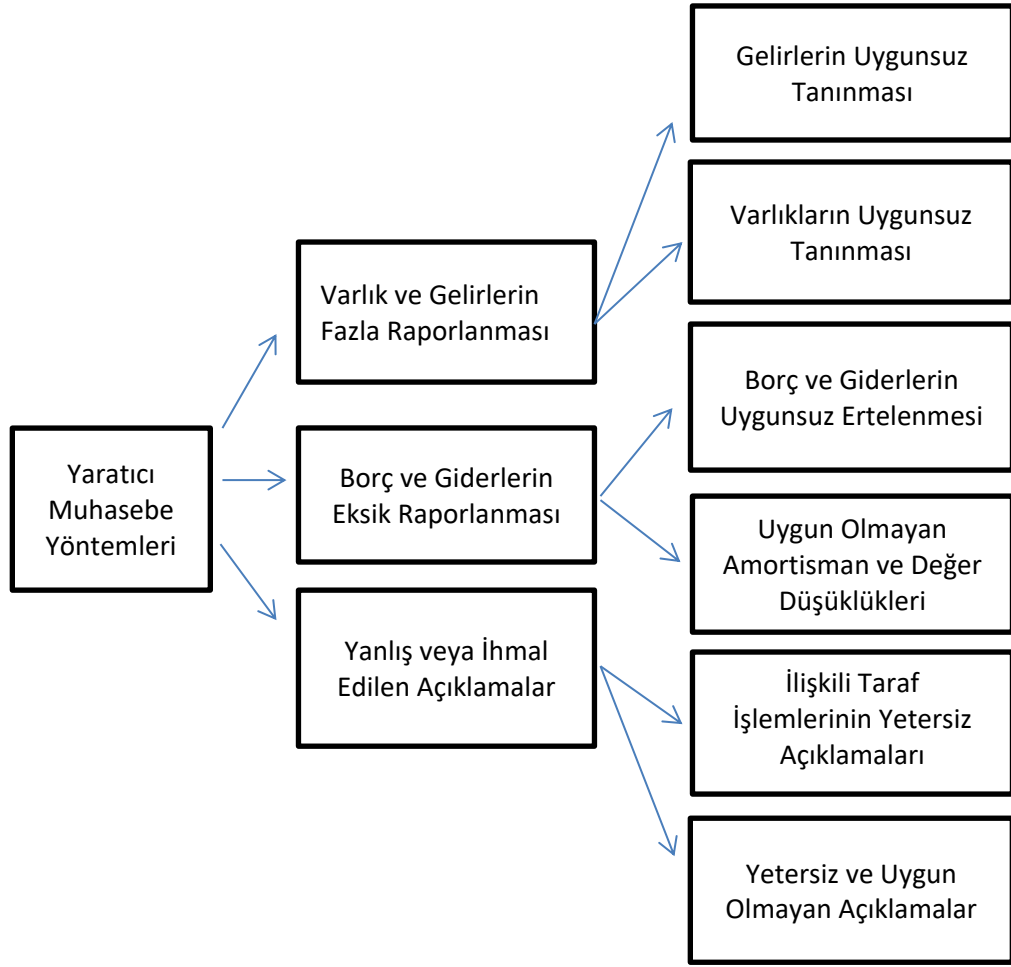 Yaratıcı
Muhasebe
Yöntemleri
Varlık ve Gelirlerin
Fazla Raporlanması
Gelirlerin Uygunsuz
Tanınması
Varlıkların Uygunsuz
Tanınması
Borç ve Giderlerin
Eksik Raporlanması
Borç ve Giderlerin
Uygunsuz Ertelenmesi
Uygun Olmayan
Amortisman ve Değer
Düşüklükleri
Yanlış veya İhmal
Edilen Açıklamalar
İlişkili Taraf
İşlemlerinin Yetersiz
Açıklamaları
Yetersiz ve Uygun
Olmayan Açıklamalar